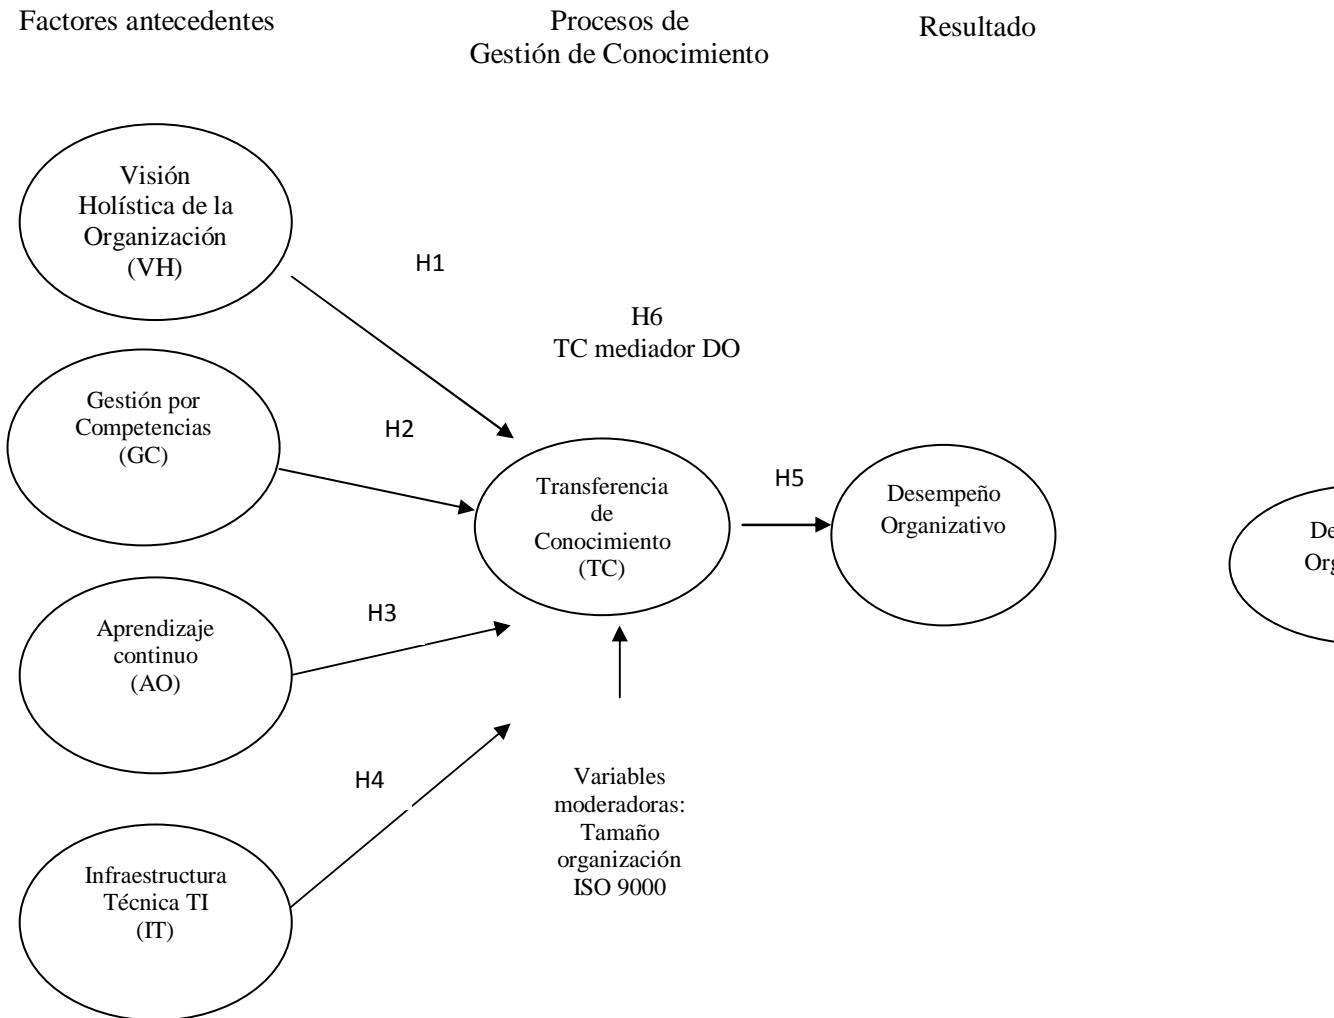 Factores antecedentes
Procesos de
Gestión de Conocimiento
Resultado
Visión
Holística de la
Organización
(VH)
H1
H6
TC mediador DO
Gestión por
Competencias
(GC)
H2
Transferencia
de
Conocimiento
(TC)
H5
Desempeño
Organizativo
De
Org
Aprendizaje
continuo
(AO)
H3
H4
Variables
moderadoras:
Tamaño
organización
ISO 9000
Infraestructura
Técnica TI
(IT)